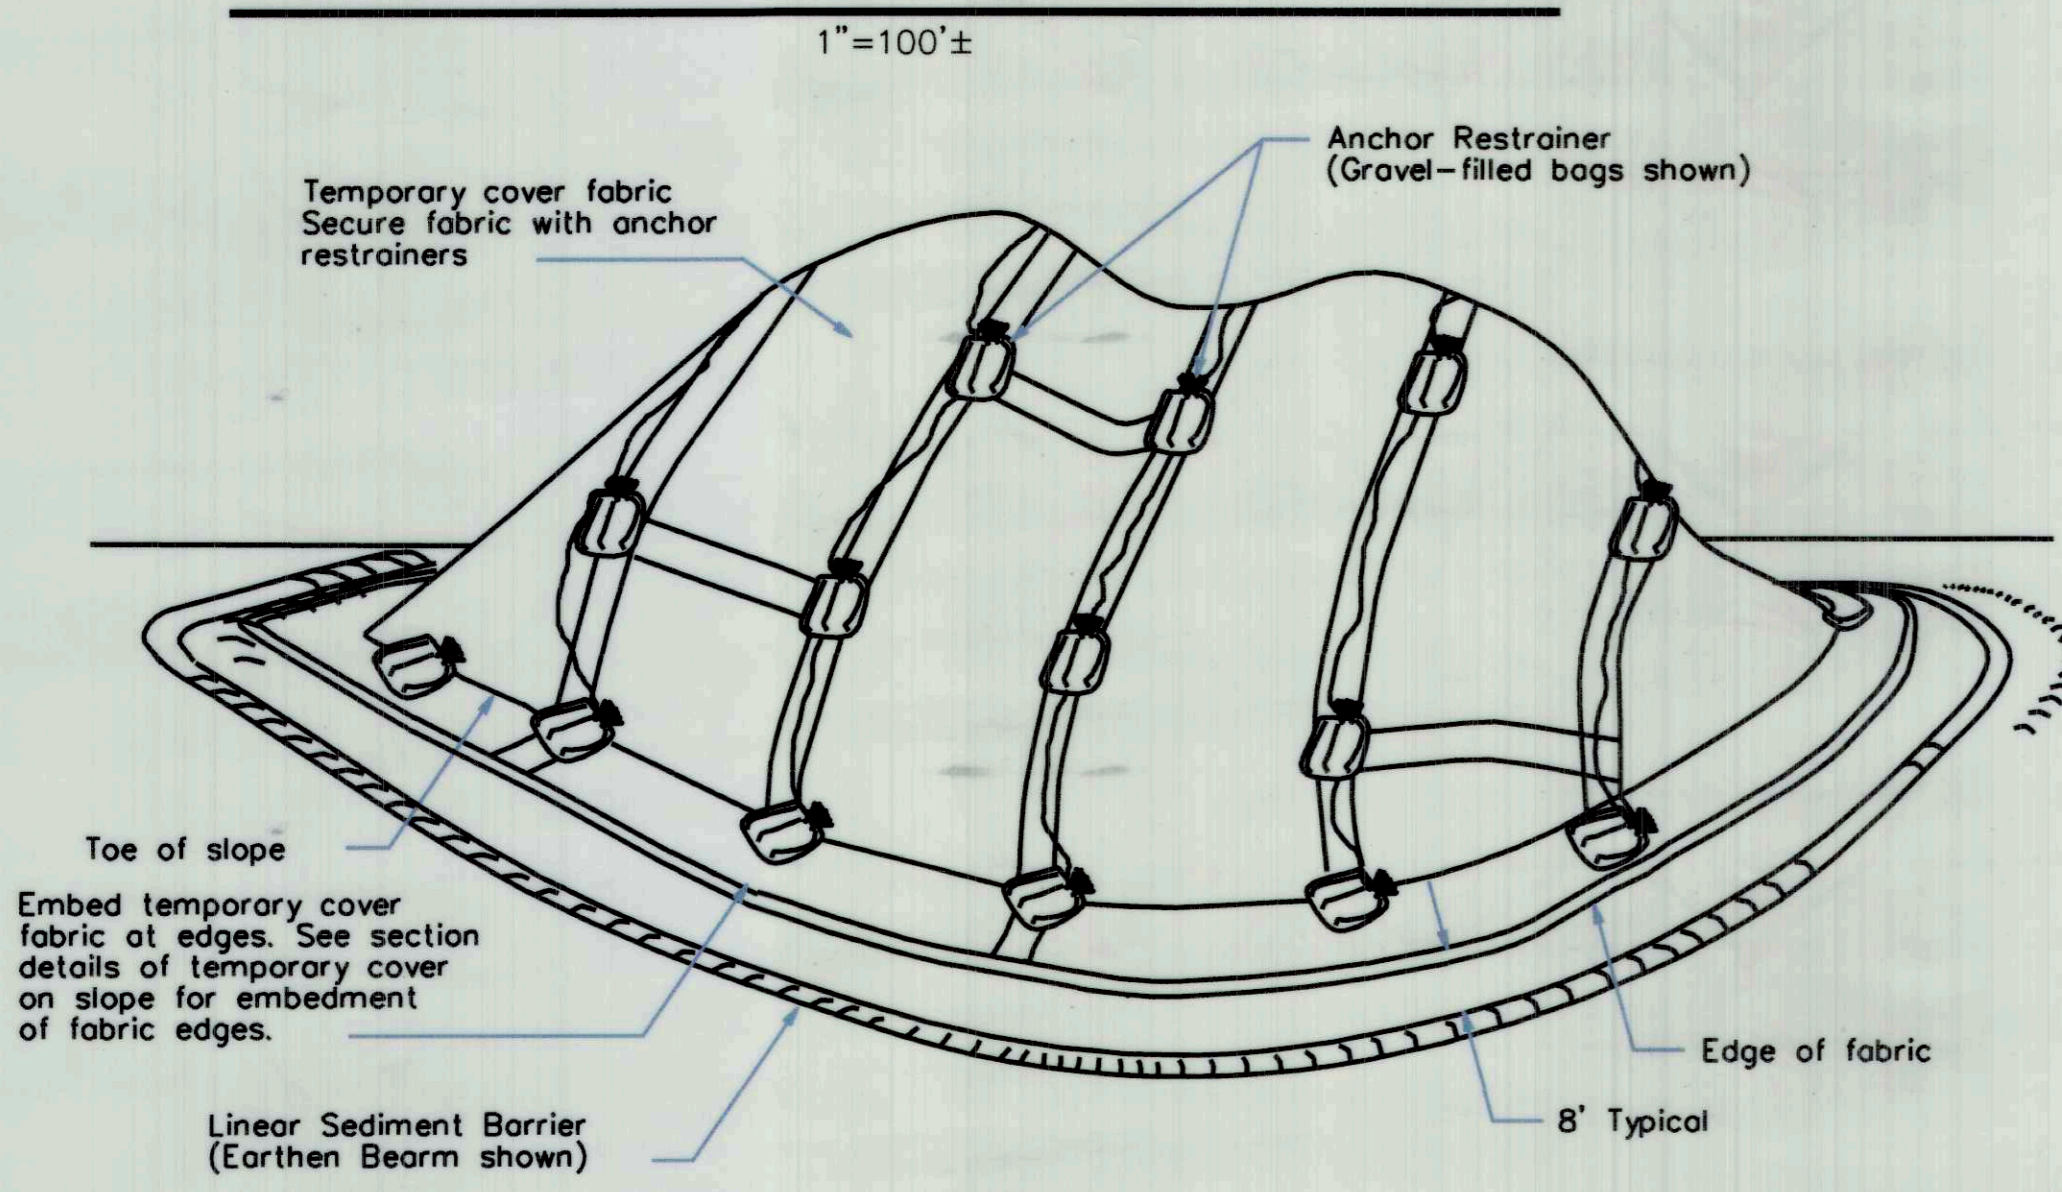 1"=100'±
Anchor Restrainer
(Gravel-filled bags shown)
Temporary cover fabric
Secure fabric with anchor
restrainers
Toe of slope
Embed temporary cover
fabric at edges. See section
details of temporary cover
on slope for embedment
of fabric edges.
Linear Sediment Barrier
(Earthen Bearm shown)
Edge of fabric
8' Typical